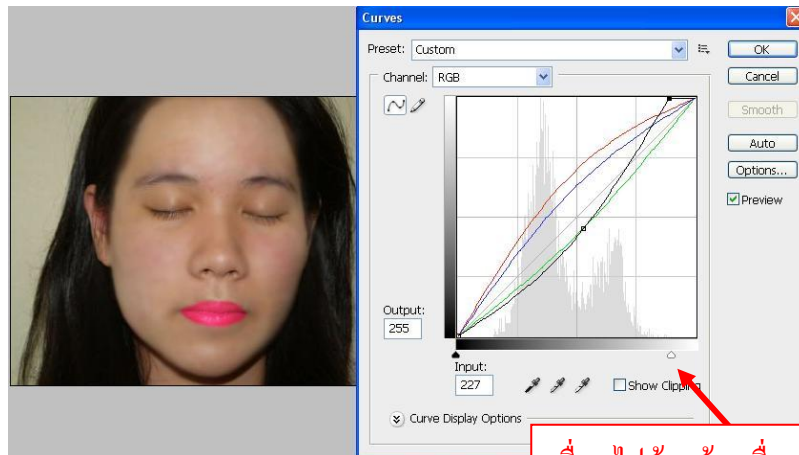 Curves
Preset: Custom
OK
Channel: RGB
Cancel
Smooth
Auto
Options...
Preview
Output:
255
Input:
227
Show Clipping
Curve Display Options